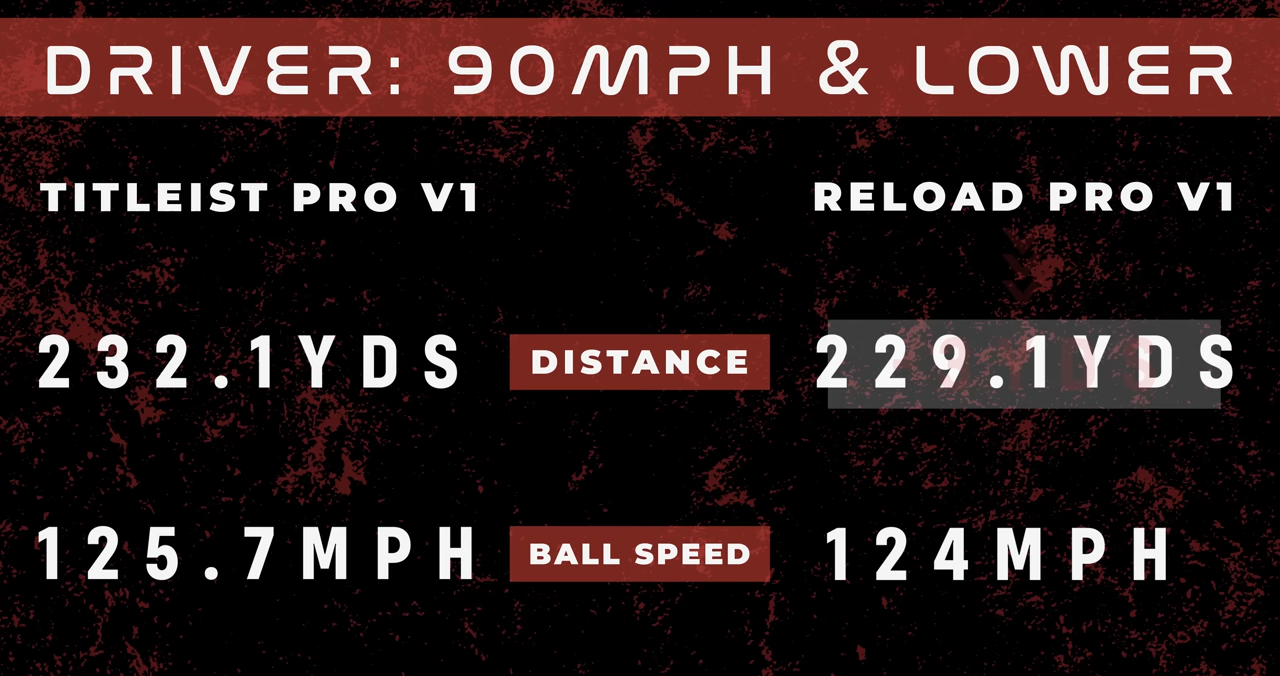 DRIVER: 90MPH & LOWER
TITLEIST PRO V1 RELOAD PRO V1
232.1YDS DISTANCE 229.1YDS
125.7MPH BALL SPEED 124MPH